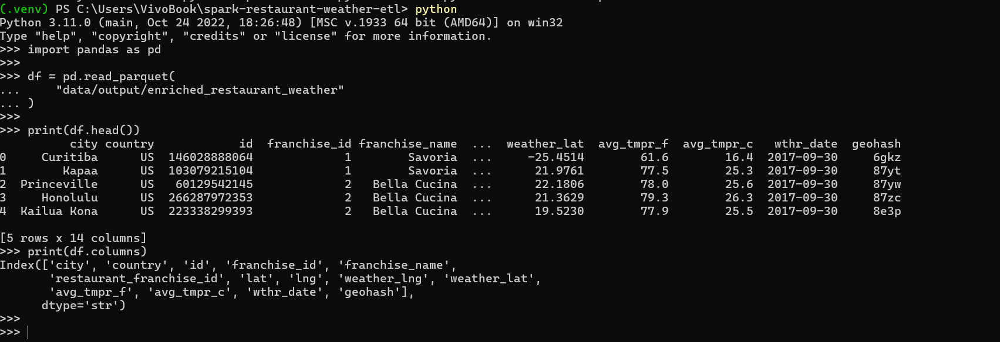 (.venv) PS C:\Users\VivoBook\spark-restaurant-weather-etl> python
Python 3.11.0 (main, Oct 24 2022, 18:26:48) [MSC v.1933 64 bit (AMD64)] on win32
Type "help", "copyright", "credits" or "license" for more information.
>>> import pandas as pd
>>>
>>> df = pd.read_parquet(
...     "data/output/enriched_restaurant_weather"
... )
>>>
>>> print(df.head())
          city country            id  franchise_id franchise_name  ...  weather_lat  avg_tmpr_f  avg_tmpr_c   wthr_date  geohash
0     Curitiba      US  146028888064             1        Savoria  ...     -25.4514        61.6        16.4  2017-09-30     6gkz
1        Kapaa      US  103079215104             1        Savoria  ...      21.9761        77.5        25.3  2017-09-30     87yt
2  Princeville      US   60129542145             2   Bella Cucina  ...      22.1806        78.0        25.6  2017-09-30     87yw
3     Honolulu      US  266287972353             2   Bella Cucina  ...      21.3629        79.3        26.3  2017-09-30     87zc
4  Kailua Kona      US  223338299393             2   Bella Cucina  ...      19.5230        77.9        25.5  2017-09-30     8e3p
[5 rows x 14 columns]
>>> print(df.columns)
Index(['city', 'country', 'id', 'franchise_id', 'franchise_name',
       'restaurant_franchise_id', 'lat', 'lng', 'weather_lng', 'weather_lat',
       'avg_tmpr_f', 'avg_tmpr_c', 'wthr_date', 'geohash'],
      dtype='str')
>>>
>>>